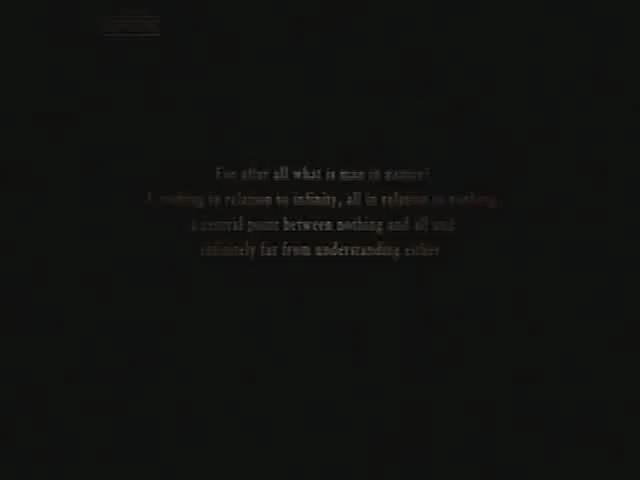 For after all what is man in nature?
A nothing in relation to infinity, all in relation to nothing,
a central point between nothing and all and
infinitely far from understanding either